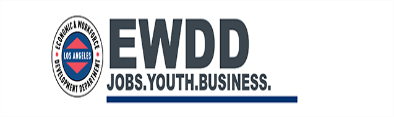 ECONOMIC & WORKFORCE
LOS ANGELES
DEVELOPMENT DEPARTMENT
EWDD
JOBS.YOUTH.BUSINESS.